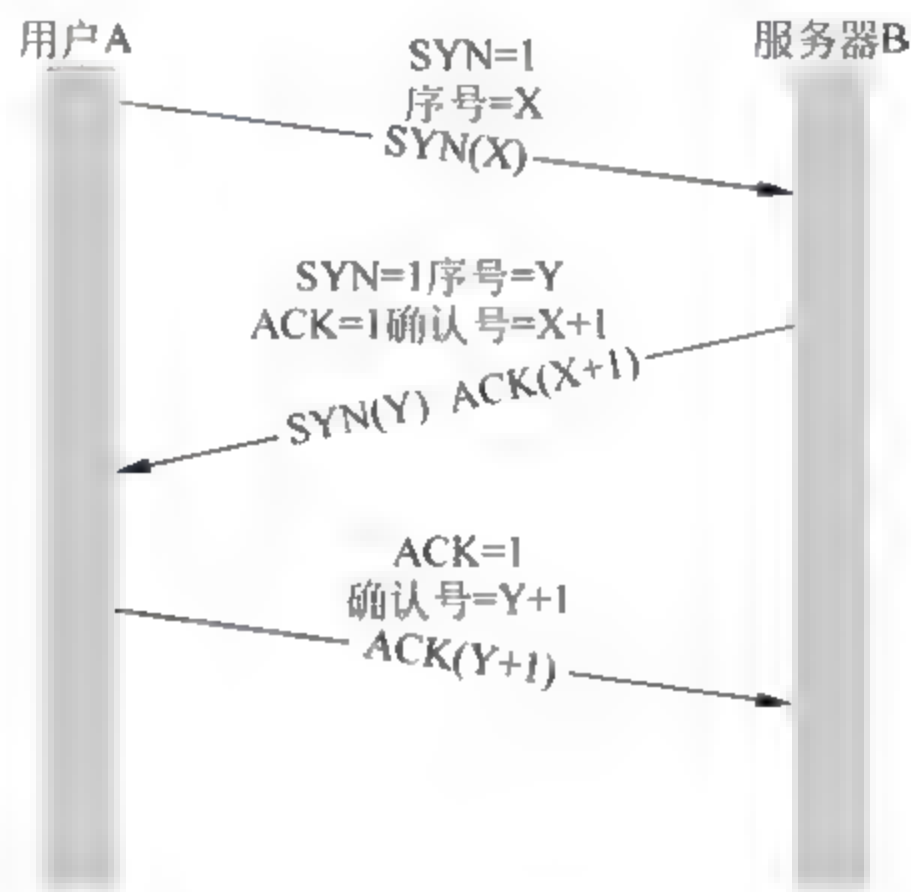 用户A
服务器B
SYN=1
序号=X
SYN(X)
SYN=1序号=Y
ACK=1确认号=X+1
SYN(Y) ACK(X+1)
ACK=1
确认号=Y+1
ACK(Y+1)